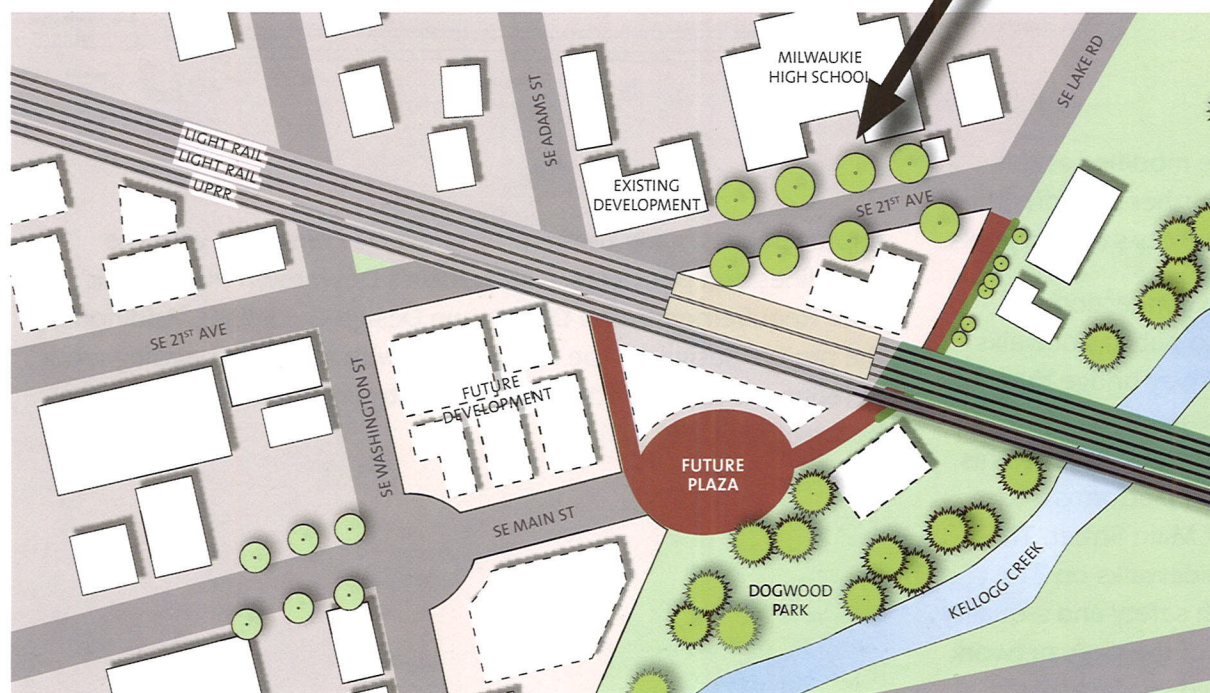 MILWAUKIE
HIGH SCHOOL
SE LAKE RD
SE ADAMS ST
LIGHT RAIL
LIGHT RAIL
UPRR
EXISTING
DEVELOPMENT
SE 21ST AVE
SE 21ST AVE
SE WASHINGTON ST
FUTURE
DEVELOPMENT
FUTURE
PLAZA
SE MAIN ST
DOGWOOD
PARK
KELLOGG CREEK